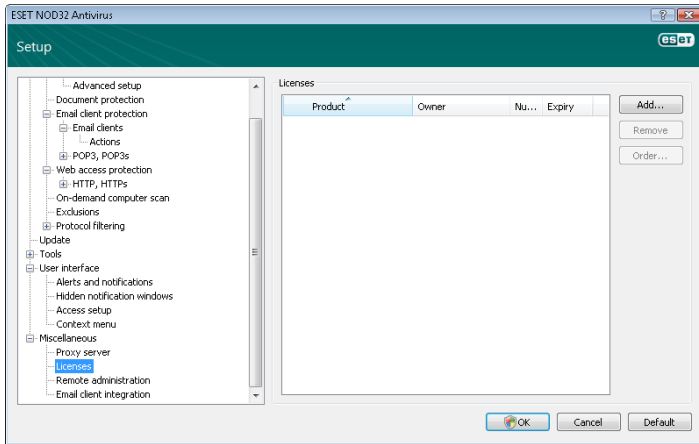 ESET NOD32 Antivirus
Setup
eseT
Advanced setup
Document protection
Email client protection
Email clients
Actions
POP3, POP3s
Web access protection
HTTP, HTTPs
On-demand computer scan
Exclusions
Protocol filtering
Update
Tools
User interface
Alerts and notifications
Hidden notification windows
Access setup
Context menu
Miscellaneous
Proxy server
Licenses
Remote administration
Email client integration
Licenses
Product Owner Nu... Expiry
Add...
Remove
Order...
OK Cancel Default